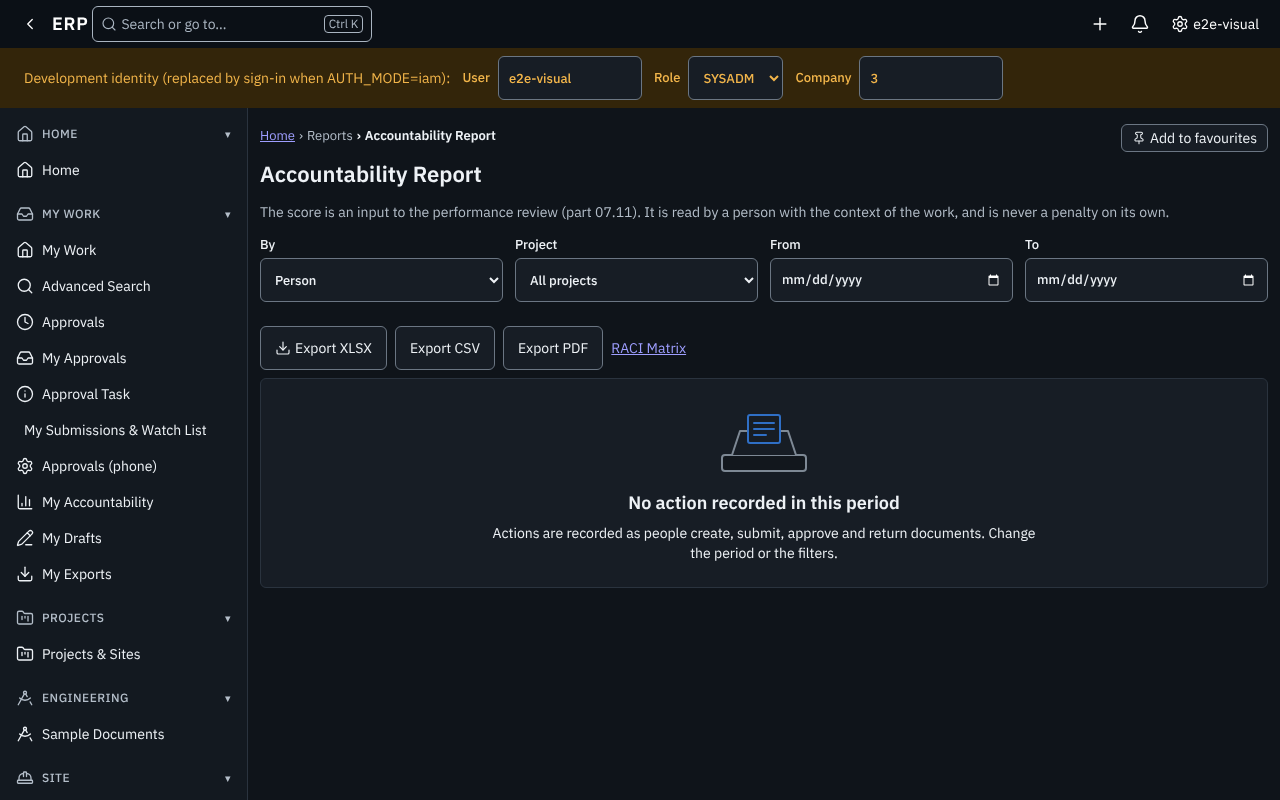 ERP
Search or go to...
Ctrl K
e2e-visual
Development identity (replaced by sign-in when AUTH_MODE=iam):
User
e2e-visual
Role
SYSADM
Company
3
HOME
Home
MY WORK
My Work
Advanced Search
Approvals
My Approvals
Approval Task
My Submissions & Watch List
Approvals (phone)
My Accountability
My Drafts
My Exports
PROJECTS
Projects & Sites
ENGINEERING
Sample Documents
SITE
Home › Reports › Accountability Report
Add to favourites
Accountability Report
The score is an input to the performance review (part 07.11). It is read by a person with the context of the work, and is never a penalty on its own.
By
Person
Project
All projects
From
mm/dd/yyyy
To
mm/dd/yyyy
Export XLSX
Export CSV
Export PDF
RACI Matrix
No action recorded in this period
Actions are recorded as people create, submit, approve and return documents. Change
the period or the filters.